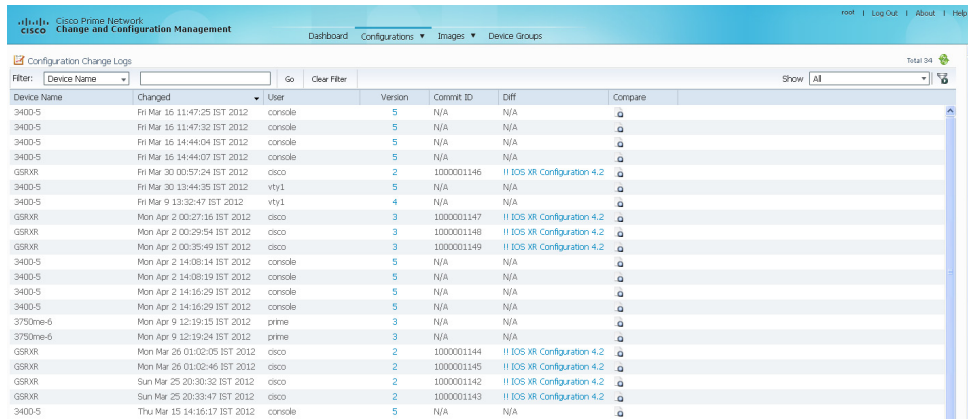 root | Log Out | About | Help
CISCO Cisco Prime Network
Change and Configuration Management
Dashboard Configurations ▼ Images ▼ Device Groups
Configuration Change Logs Total 34
Filter: Device Name Go Clear Filter Show All
Device Name Changed User Version Commit ID Diff Compare
3400-5 Fri Mar 16 11:47:25 IST 2012 console 5 N/A N/A
3400-5 Fri Mar 16 11:47:32 IST 2012 console 5 N/A N/A
3400-5 Fri Mar 16 14:44:04 IST 2012 console 5 N/A N/A
3400-5 Fri Mar 16 14:44:07 IST 2012 console 5 N/A N/A
GSRXR Fri Mar 30 00:57:24 IST 2012 cisco 2 1000001146 !! IOS XR Configuration 4.2
3400-5 Fri Mar 30 13:44:35 IST 2012 vty1 5 N/A N/A
3400-5 Fri Mar 9 13:32:47 IST 2012 vty1 4 N/A N/A
GSRXR Mon Apr 2 00:27:16 IST 2012 cisco 3 1000001147 !! IOS XR Configuration 4.2
GSRXR Mon Apr 2 00:29:54 IST 2012 cisco 3 1000001148 !! IOS XR Configuration 4.2
GSRXR Mon Apr 2 00:35:49 IST 2012 cisco 3 1000001149 !! IOS XR Configuration 4.2
3400-5 Mon Apr 2 14:08:14 IST 2012 console 5 N/A N/A
3400-5 Mon Apr 2 14:08:19 IST 2012 console 5 N/A N/A
3400-5 Mon Apr 2 14:16:29 IST 2012 console 5 N/A N/A
3400-5 Mon Apr 2 14:16:29 IST 2012 console 5 N/A N/A
3750me-6 Mon Apr 9 12:19:15 IST 2012 prime 3 N/A N/A
3750me-6 Mon Apr 9 12:19:24 IST 2012 prime 3 N/A N/A
GSRXR Mon Mar 26 01:02:05 IST 2012 cisco 2 1000001144 !! IOS XR Configuration 4.2
GSRXR Mon Mar 26 01:02:46 IST 2012 cisco 2 1000001145 !! IOS XR Configuration 4.2
GSRXR Sun Mar 25 20:30:32 IST 2012 cisco 2 1000001142 !! IOS XR Configuration 4.2
GSRXR Sun Mar 25 20:33:47 IST 2012 cisco 2 1000001143 !! IOS XR Configuration 4.2
3400-5 Thu Mar 15 14:16:17 IST 2012 console 5 N/A N/A